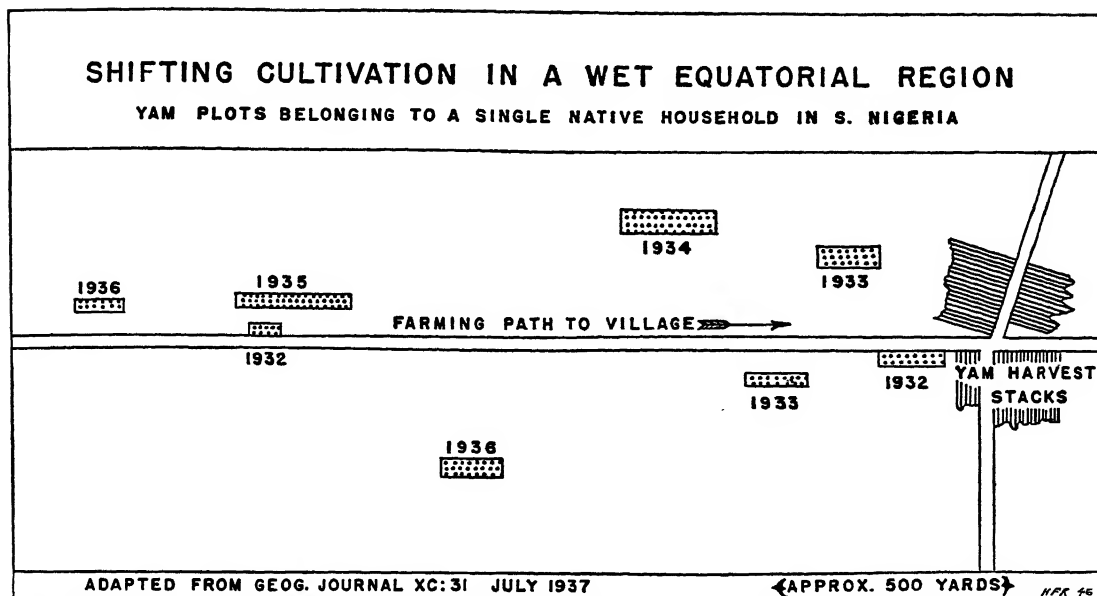 SHIFTING CULTIVATION IN A WET EQUATORIAL REGION
YAM PLOTS BELONGING TO A SINGLE NATIVE HOUSEHOLD IN S. NIGERIA
1934
1933
1936
1935
FARMING PATH TO VILLAGE
1932
1932
YAM HARVEST
STACKS
1933
1936
ADAPTED FROM GEOG. JOURNAL XC:31 JULY 1937
APPROX. 500 YARDS